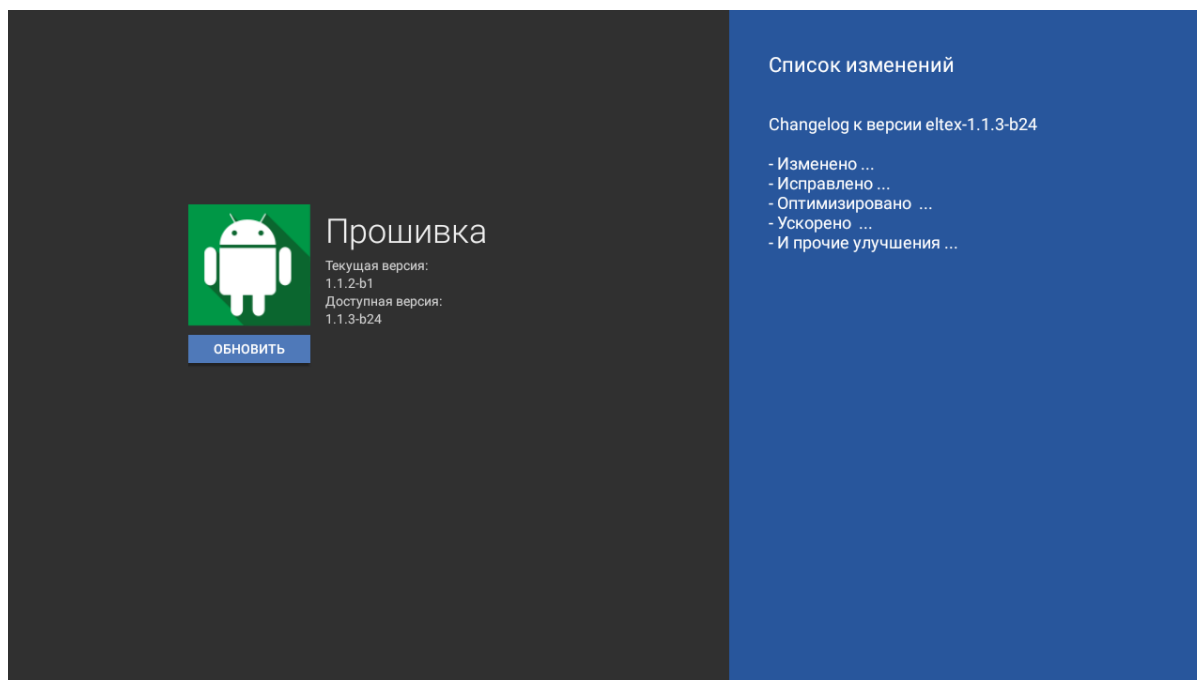 Прошивка
Текущая версия:
1.1.2-b1
Доступная версия:
1.1.3-b24
ОБНОВИТЬ
Список изменений
Changelog к версии eltex-1.1.3-b24
- Изменено ...
- Исправлено ...
- Оптимизировано ...
- Ускорено ...
- И прочие улучшения ...